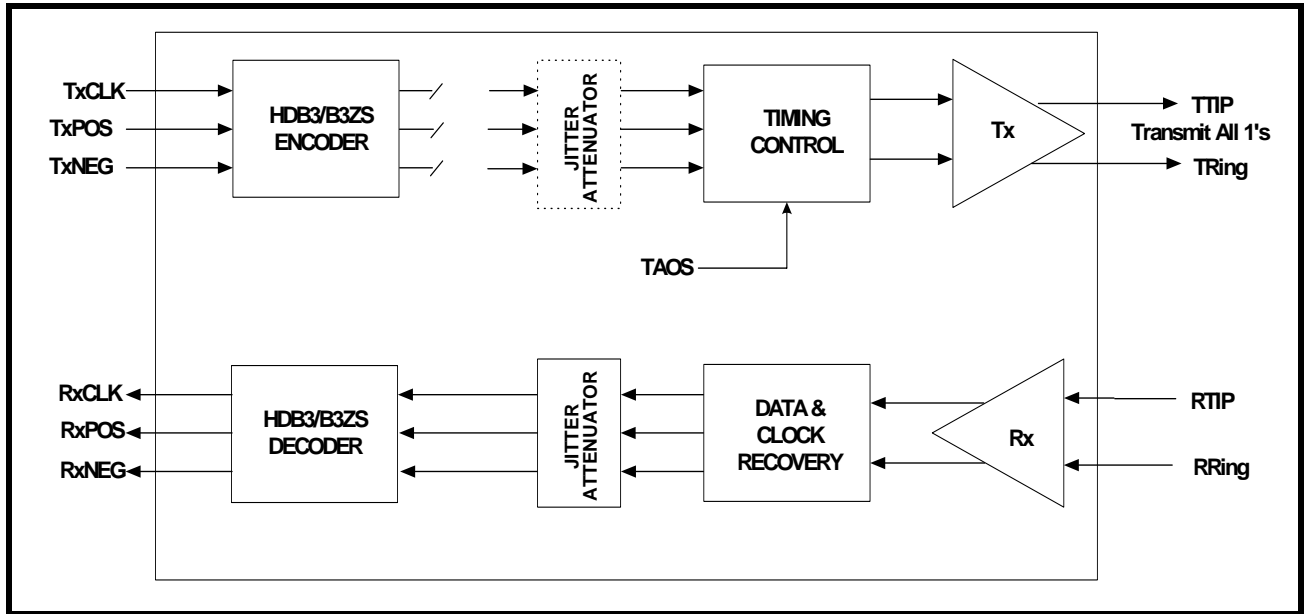 TxCLK
TxPOS
TxNEG
HDB3/B3ZS
ENCODER
JITTER
ATTENUATOR
TIMING
CONTROL
Tx
TTIP
Transmit All 1's
TRing
TAOS
RxCLK
RxPOS
RxNEG
HDB3/B3ZS
DECODER
JITTER
ATTENUATOR
DATA &
CLOCK
RECOVERY
Rx
RTIP
RRing